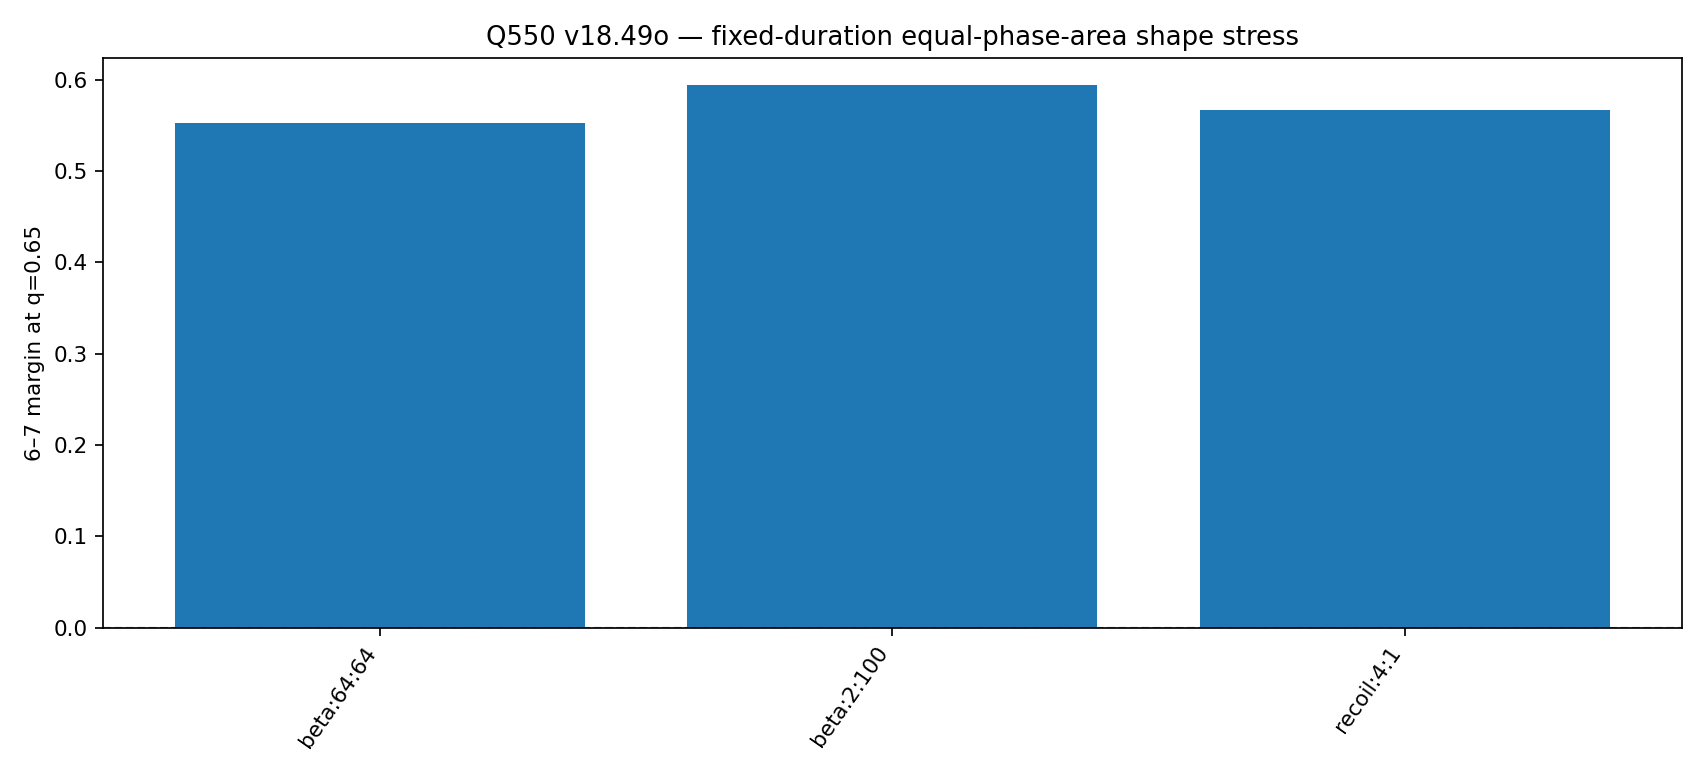 Q550 v18.49o — fixed-duration equal-phase-area shape stress
6–7 margin at q=0.65
0.6
0.5
0.4
0.3
0.2
0.1
0.0
beta:64:64
beta:2:100
recoil:4:1